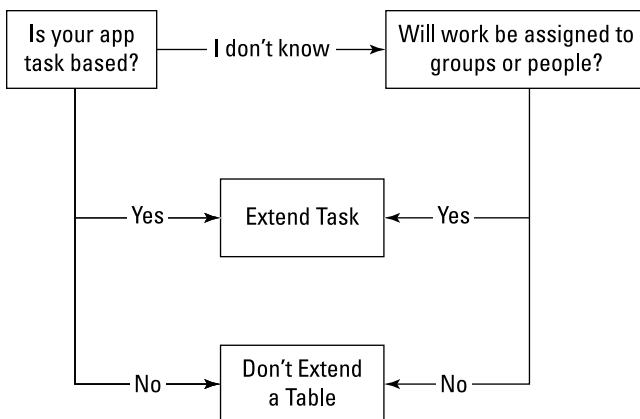 Is your app
task based?
I don't know
Will work be assigned to
groups or people?
Yes
Extend Task
Yes
No
Don't Extend
a Table
No